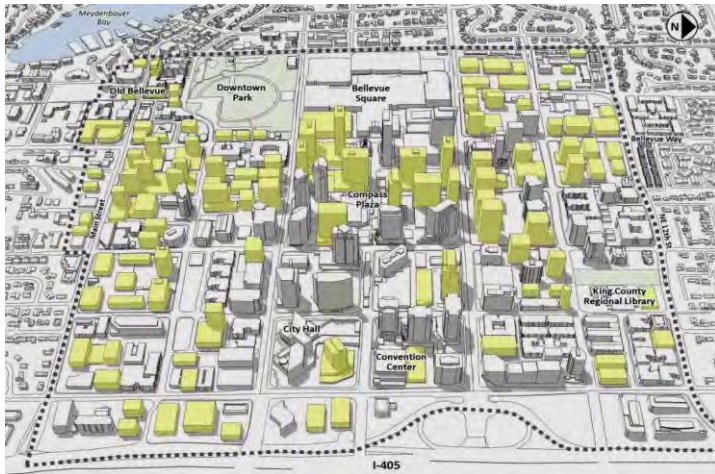 Meydenbauer
Bay
N
Old Bellevue
Downtown
Park
Bellevue
Square
Bellevue Way
Compass
Plaza
Main Street
NE 12th St
King County
Regional Library
City Hall
Convention
Center
I-405